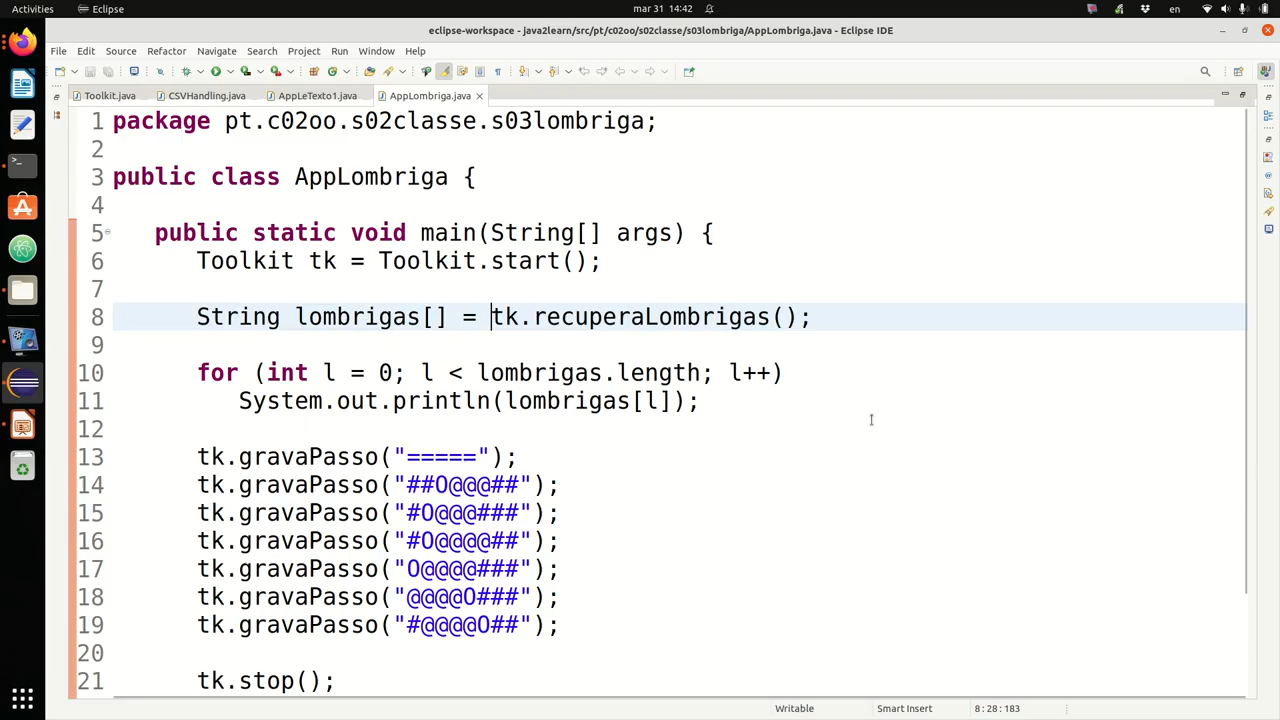 Activities
Eclipse
mar 31 14:42
en
eclipse-workspace - java2learn/src/pt/c02oo/s02classe/s03lombriga/AppLombriga.java - Eclipse IDE
File Edit Source Refactor Navigate Search Project Run Window Help
Toolkit.java CSVHandling.java AppLeTexto1.java AppLombriga.java
1 package pt.c02oo.s02classe.s03lombriga;
2
3 public class AppLombriga {
4
5 public static void main(String[] args) {
6 Toolkit tk = Toolkit.start();
7
8 String lombrigas[] = tk.recuperaLombrigas();
9
10 for (int l = 0; l < lombrigas.length; l++)
11 System.out.println(lombrigas[l]);
12
13 tk.gravaPasso("=====");
14 tk.gravaPasso("##O@@@##");
15 tk.gravaPasso("#O@@@###");
16 tk.gravaPasso("#O@@@@##");
17 tk.gravaPasso("O@@@@###");
18 tk.gravaPasso("@@@@O###");
19 tk.gravaPasso("#@@@@O##");
20
21 tk.stop();
Writable Smart Insert 8 : 28 : 183